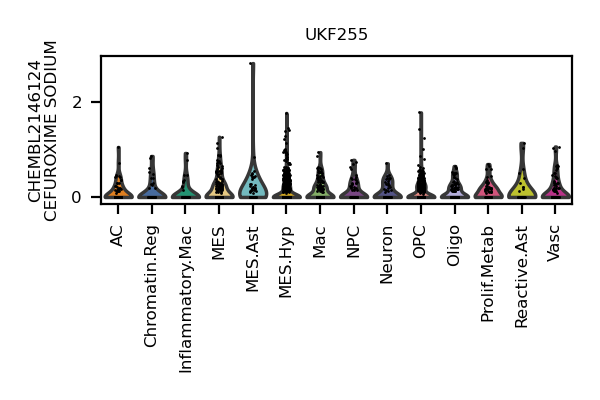 UKF255
CHEMBL2146124
CEFUROXIME SODIUM
2
0
AC
Chromatin.Reg
Inflammatory.Mac
MES
MES.Ast
MES.Hyp
Mac
NPC
Neuron
OPC
Oligo
Prolif.Metab
Reactive.Ast
Vasc